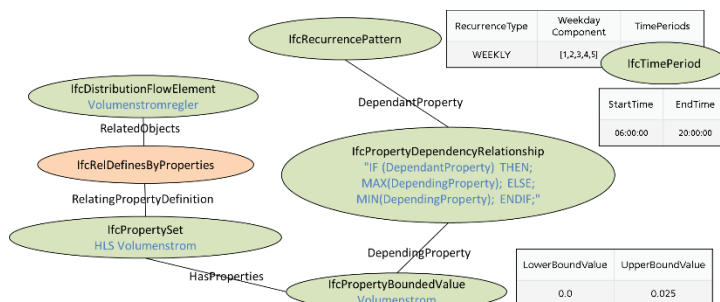 IfcRecurrencePattern
RecurrenceType Weekday Component TimePeriods
WEEKLY [1,2,3,4,5]
IfcTimePeriod
StartTime EndTime
06:00:00 20:00:00
IfcDistributionFlowElement
Volumenstromregler
RelatedObjects
DependantProperty
IfcRelDefinesByProperties
IfcPropertyDependencyRelationship
"IF (DependantProperty) THEN;
MAX(DependingProperty); ELSE;
MIN(DependingProperty); ENDIF;"
RelatingPropertyDefinition
IfcPropertySet
HLS Volumenstrom
DependingProperty
HasProperties
IfcPropertyBoundedValue
Volumenstrom
LowerBoundValue UpperBoundValue
0.0 0.025